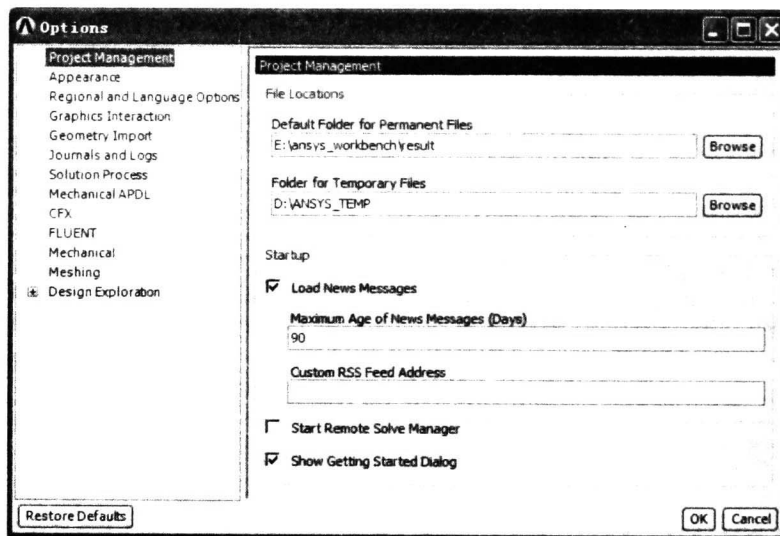 Options
Project Management
Appearance
Regional and Language Options
Graphics Interaction
Geometry Import
Journals and Logs
Solution Process
Mechanical APDL
CFX
FLUENT
Mechanical
Meshing
Design Exploration
Project Management
File Locations
Default Folder for Permanent Files
E:\ansys_workbench\result
Browse
Folder for Temporary Files
D:\ANSYS_TEMP
Browse
Startup
Load News Messages
Maximum Age of News Messages (Days)
90
Custom RSS Feed Address
Start Remote Solve Manager
Show Getting Started Dialog
Restore Defaults
OK
Cancel